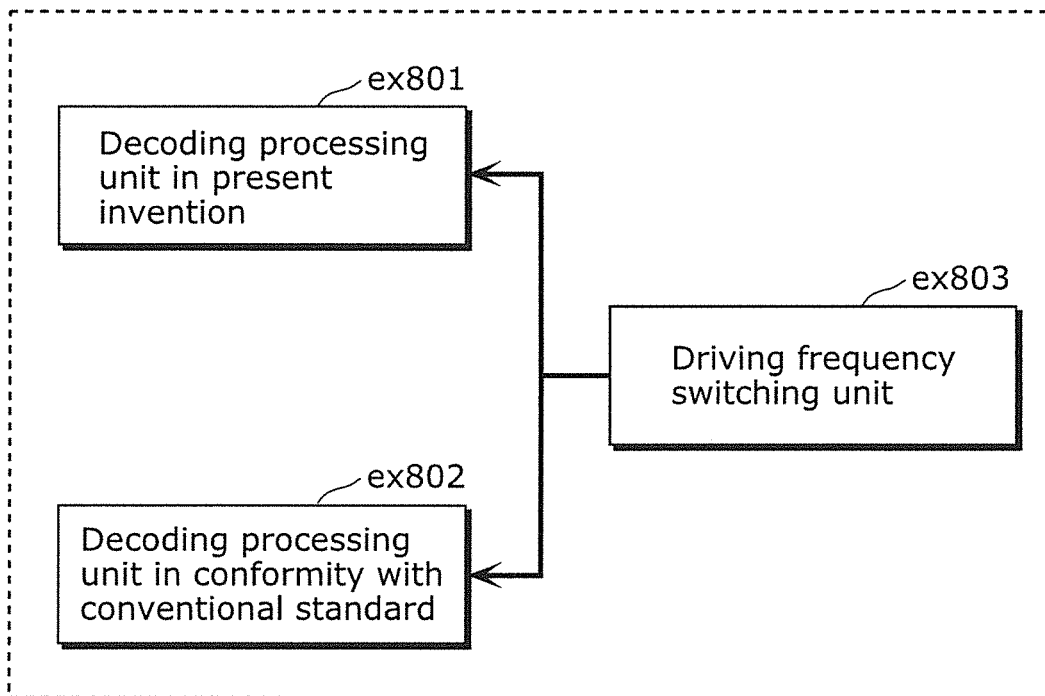 ex801
Decoding processing
unit in present
invention
ex803
Driving frequency
switching unit
ex802
Decoding processing
unit in conformity with
conventional standard